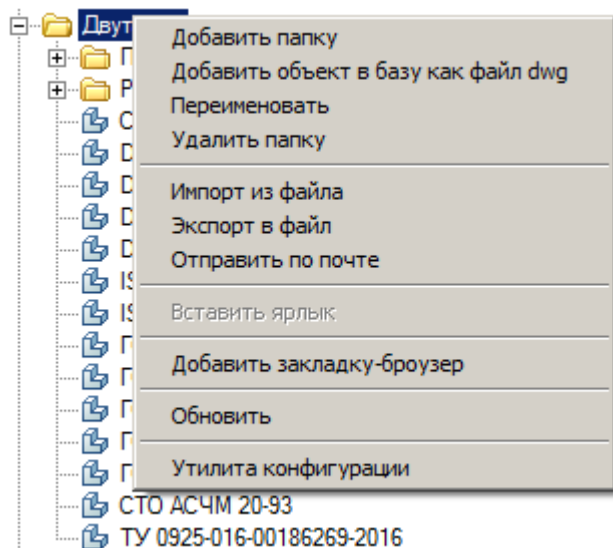 Добавить папку
Добавить объект в базу как файл dwg
Переименовать
Удалить папку
Импорт из файла
Экспорт в файл
Отправить по почте
Вставить ярлык
Добавить закладку-броузер
Обновить
Утилита конфигурации
СТО АСЧМ 20-93
ТУ 0925-016-00186269-2016